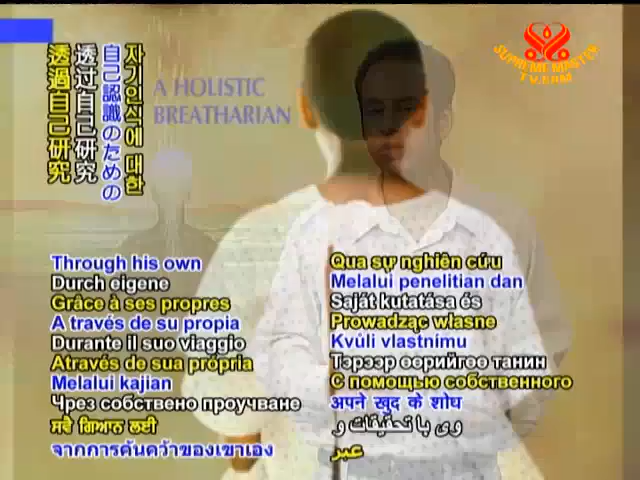 SUPREME MASTER
TV.COM
A HOLISTIC
BREATHARIAN
자기인식에 대한
自己認識のための
透过自己研究
透過自己研究
Through his own
Durch eigene
Grâce à ses propres
A través de su propia
Durante il suo viaggio
Através de sua própria
Melalui kajian
Чрез собствено проучване
ਸਵੈ ਗਿਆਨ ਲਈ
จากการค้นคว้าของเขาเอง
Qua sự nghiên cứu
Melalui penelitian dan
Saját kutatása és
Prowadząc własne
Kvůli vlastnímu
Тэрээр өөрийгөө танин
С помощью собственного
अपने खुद के शोध
وی با تحقیقات و
عبر